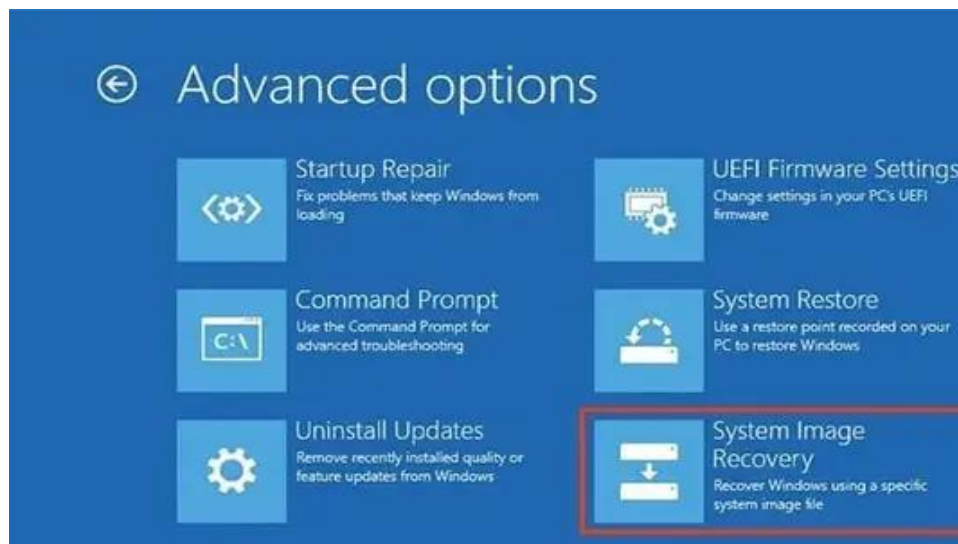 Advanced options
Startup Repair
Fix problems that keep Windows from
loading
UEFI Firmware Settings
Change settings in your PC's UEFI
firmware
Command Prompt
Use the Command Prompt for
advanced troubleshooting
C:\
System Restore
Use a restore point recorded on your
PC to restore Windows
Uninstall Updates
Remove recently installed quality or
feature updates from Windows
System Image
Recovery
Recover Windows using a specific
system image file